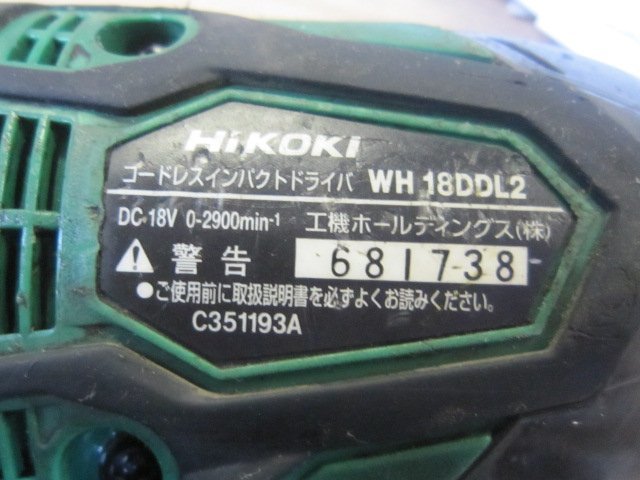 HiKOKI
コードレスインパクトドライバ WH 18DDL2
DC-18V 0-2900min-1 工機ホールディングス(株)
警告 681738
●ご使用前に取扱説明書を必ずよくお読みください。
C351193A